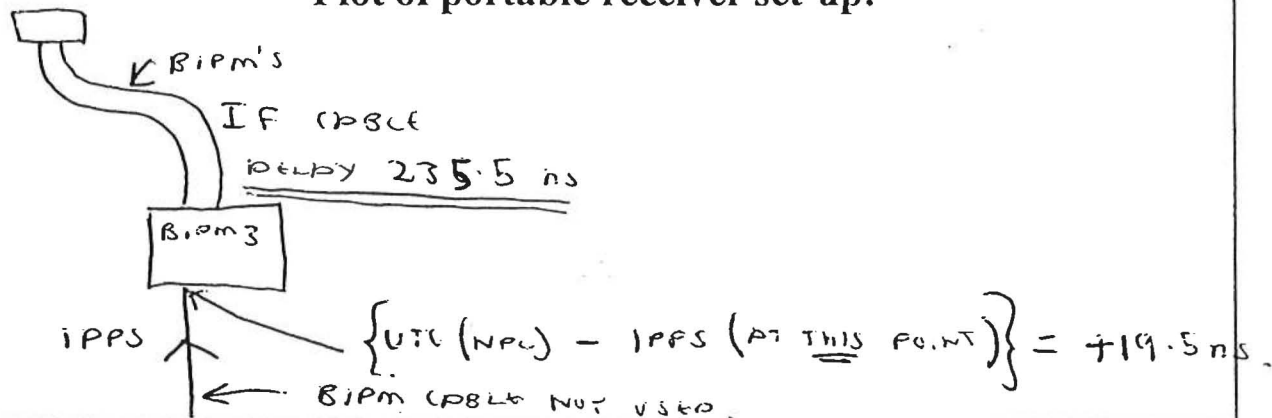 Plot of portable receiver set-up:
BIPM's
IF CABLE
DELAY 235.5 ns
BIPM3
1PPS
{UTC (NPL) - 1PPS (AT THIS POINT)} = +19.5 ns.
BIPM CABLE NOT USED.